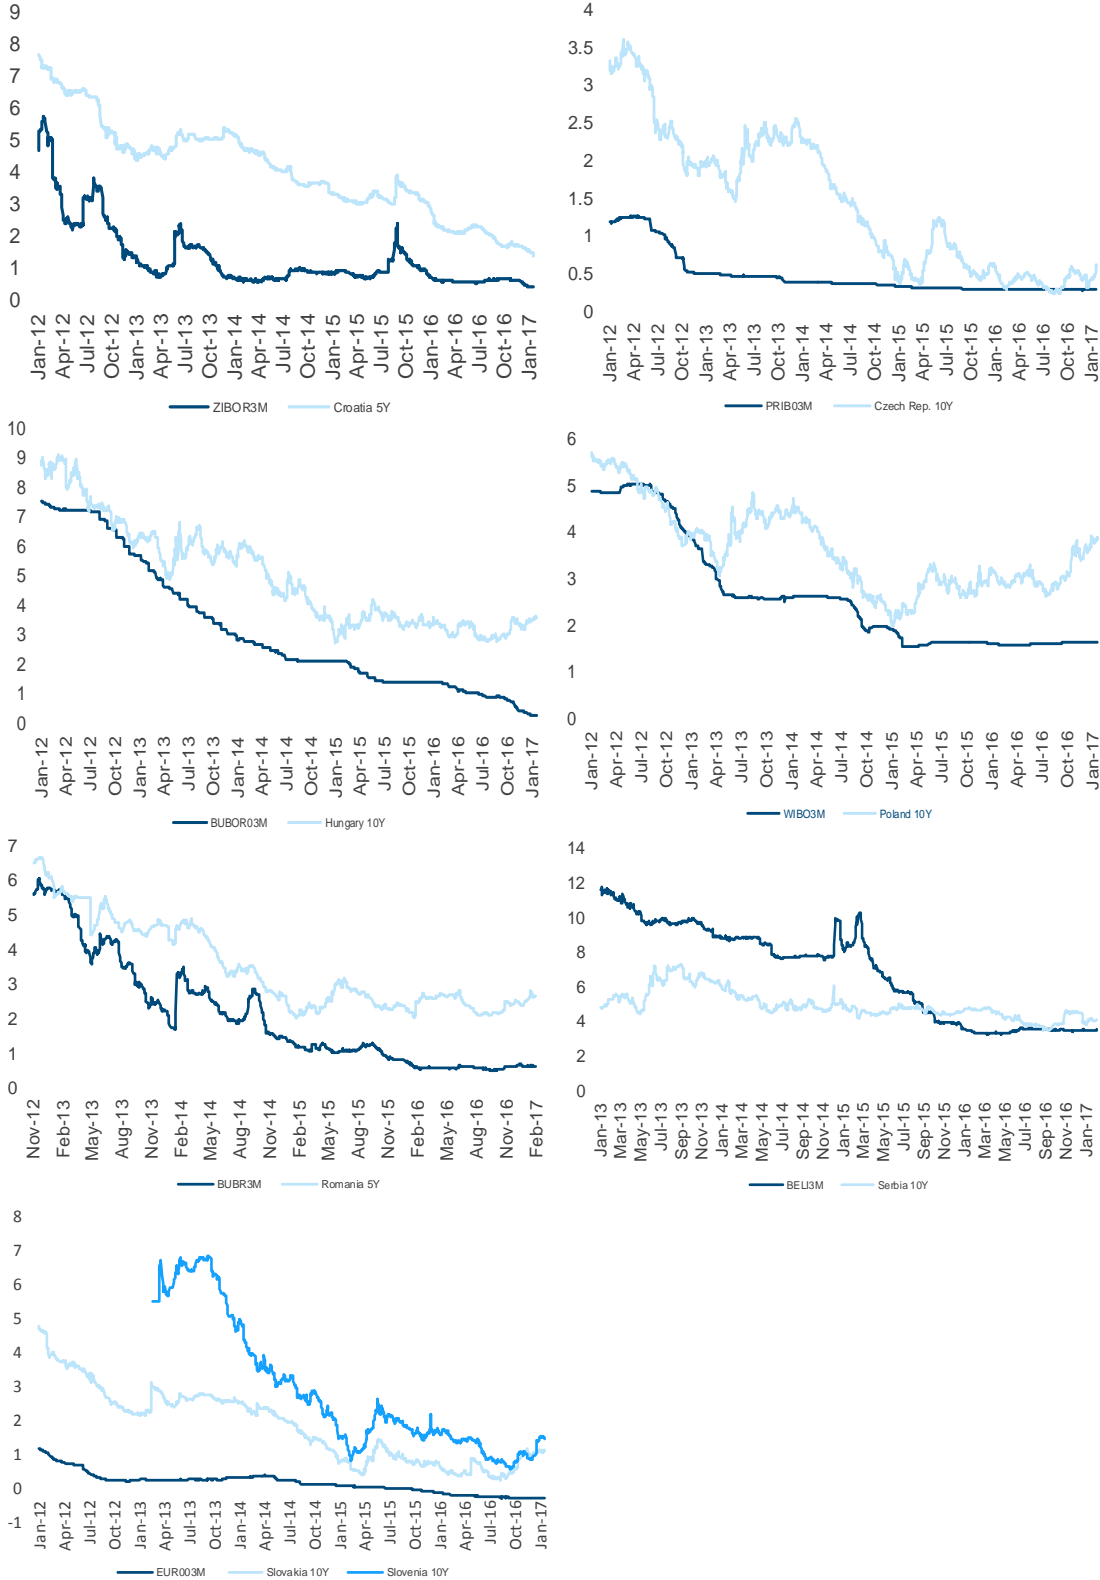 9
8
7
6
5
4
3
2
1
0
Jan-12
Apr-12
Jul-12
Oct-12
Jan-13
Apr-13
Jul-13
Oct-13
Jan-14
Apr-14
Jul-14
Oct-14
Jan-15
Apr-15
Jul-15
Oct-15
Jan-16
Apr-16
Jul-16
Oct-16
Jan-17
ZIBOR3M Croatia 5Y
4
3.5
3
2.5
2
1.5
1
0.5
0
Jan-12
Apr-12
Jul-12
Oct-12
Jan-13
Apr-13
Jul-13
Oct-13
Jan-14
Apr-14
Jul-14
Oct-14
Jan-15
Apr-15
Jul-15
Oct-15
Jan-16
Apr-16
Jul-16
Oct-16
Jan-17
PRIB03M Czech Rep. 10Y
10
9
8
7
6
5
4
3
2
1
0
Jan-12
Apr-12
Jul-12
Oct-12
Jan-13
Apr-13
Jul-13
Oct-13
Jan-14
Apr-14
Jul-14
Oct-14
Jan-15
Apr-15
Jul-15
Oct-15
Jan-16
Apr-16
Jul-16
Oct-16
Jan-17
BUBOR03M Hungary 10Y
6
5
4
3
2
1
0
Jan-12
Apr-12
Jul-12
Oct-12
Jan-13
Apr-13
Jul-13
Oct-13
Jan-14
Apr-14
Jul-14
Oct-14
Jan-15
Apr-15
Jul-15
Oct-15
Jan-16
Apr-16
Jul-16
Oct-16
Jan-17
WIBO3M Poland 10Y
7
6
5
4
3
2
1
0
Nov-12
Feb-13
May-13
Aug-13
Nov-13
Feb-14
May-14
Aug-14
Nov-14
Feb-15
May-15
Aug-15
Nov-15
Feb-16
May-16
Aug-16
Nov-16
Feb-17
BUBR3M Romania 5Y
14
12
10
8
6
4
2
0
Jan-13
Mar-13
May-13
Jul-13
Sep-13
Nov-13
Jan-14
Mar-14
May-14
Jul-14
Sep-14
Nov-14
Jan-15
Mar-15
May-15
Jul-15
Sep-15
Nov-15
Jan-16
Mar-16
May-16
Jul-16
Sep-16
Nov-16
Jan-17
BELI3M Serbia 10Y
8
7
6
5
4
3
2
1
0
-1
Jan-12
Apr-12
Jul-12
Oct-12
Jan-13
Apr-13
Jul-13
Oct-13
Jan-14
Apr-14
Jul-14
Oct-14
Jan-15
Apr-15
Jul-15
Oct-15
Jan-16
Apr-16
Jul-16
Oct-16
Jan-17
EUR003M Slovakia 10Y Slovenia 10Y